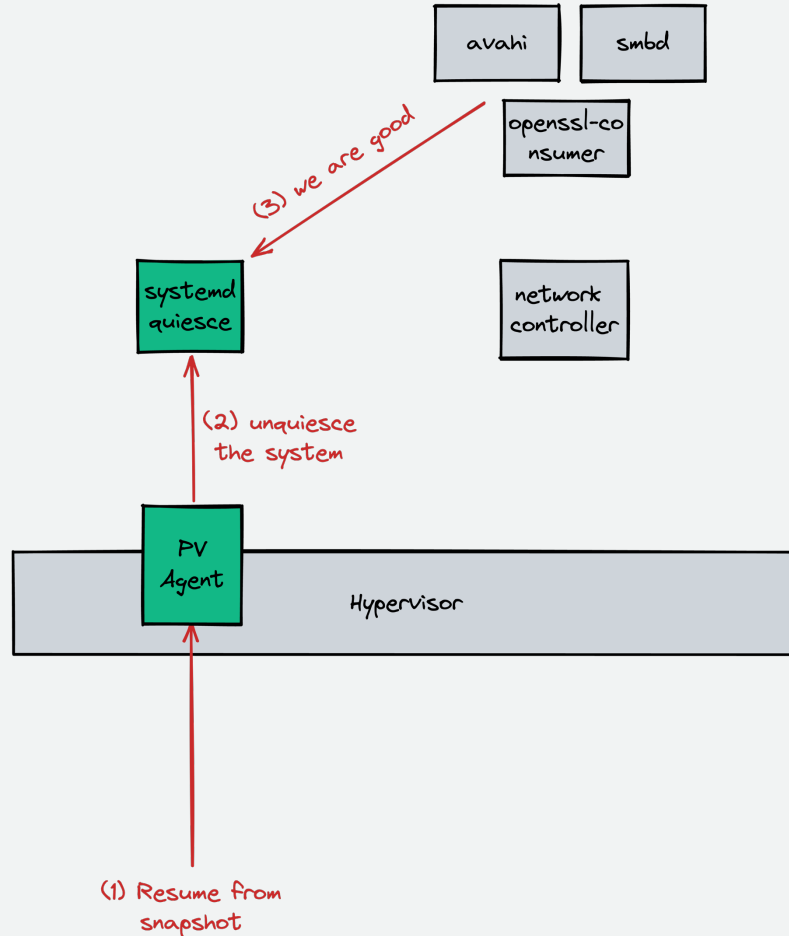 avahi
smbd
openssl-co
nsumer
(3) we are good
systemd
quiesce
network
controller
(2) unquiesce
the system
PV
Agent
Hypervisor
(1) Resume from
snapshot